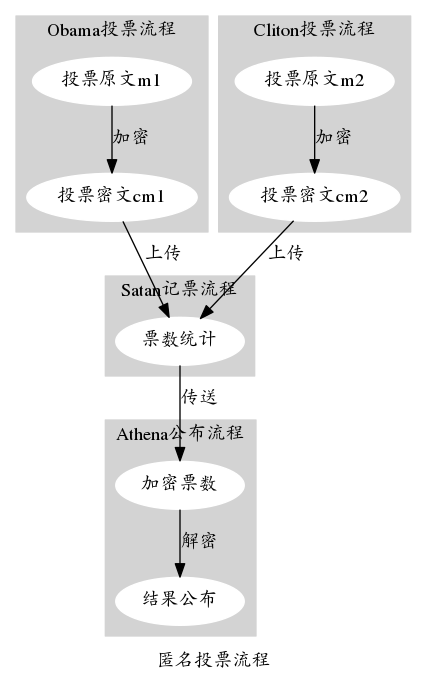 Obama投票流程
Cliton投票流程
投票原文m1
投票原文m2
加密
加密
投票密文cm1
投票密文cm2
上传
上传
Satan记票流程
票数统计
传送
Athena公布流程
加密票数
解密
结果公布
匿名投票流程